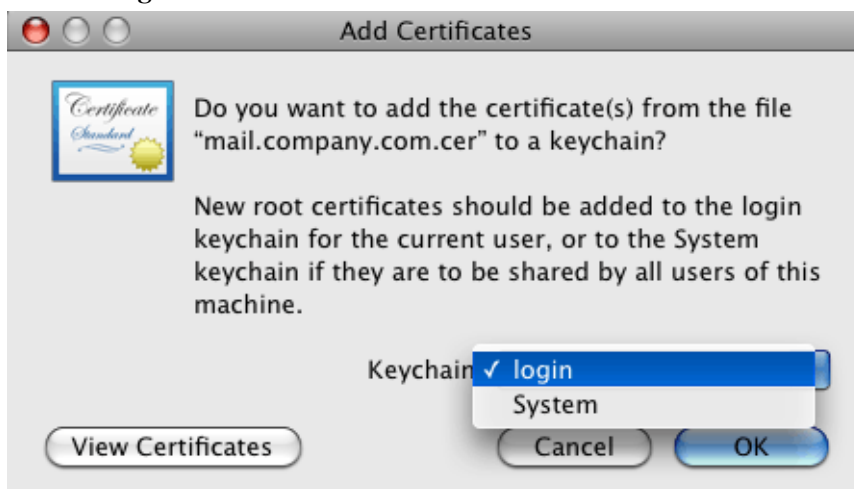 Add Certificates
Certificate
Standard
Do you want to add the certificate(s) from the file
“mail.company.com.cer” to a keychain?
New root certificates should be added to the login
keychain for the current user, or to the System
keychain if they are to be shared by all users of this
machine.
Keychain ✓ login
System
View Certificates Cancel OK